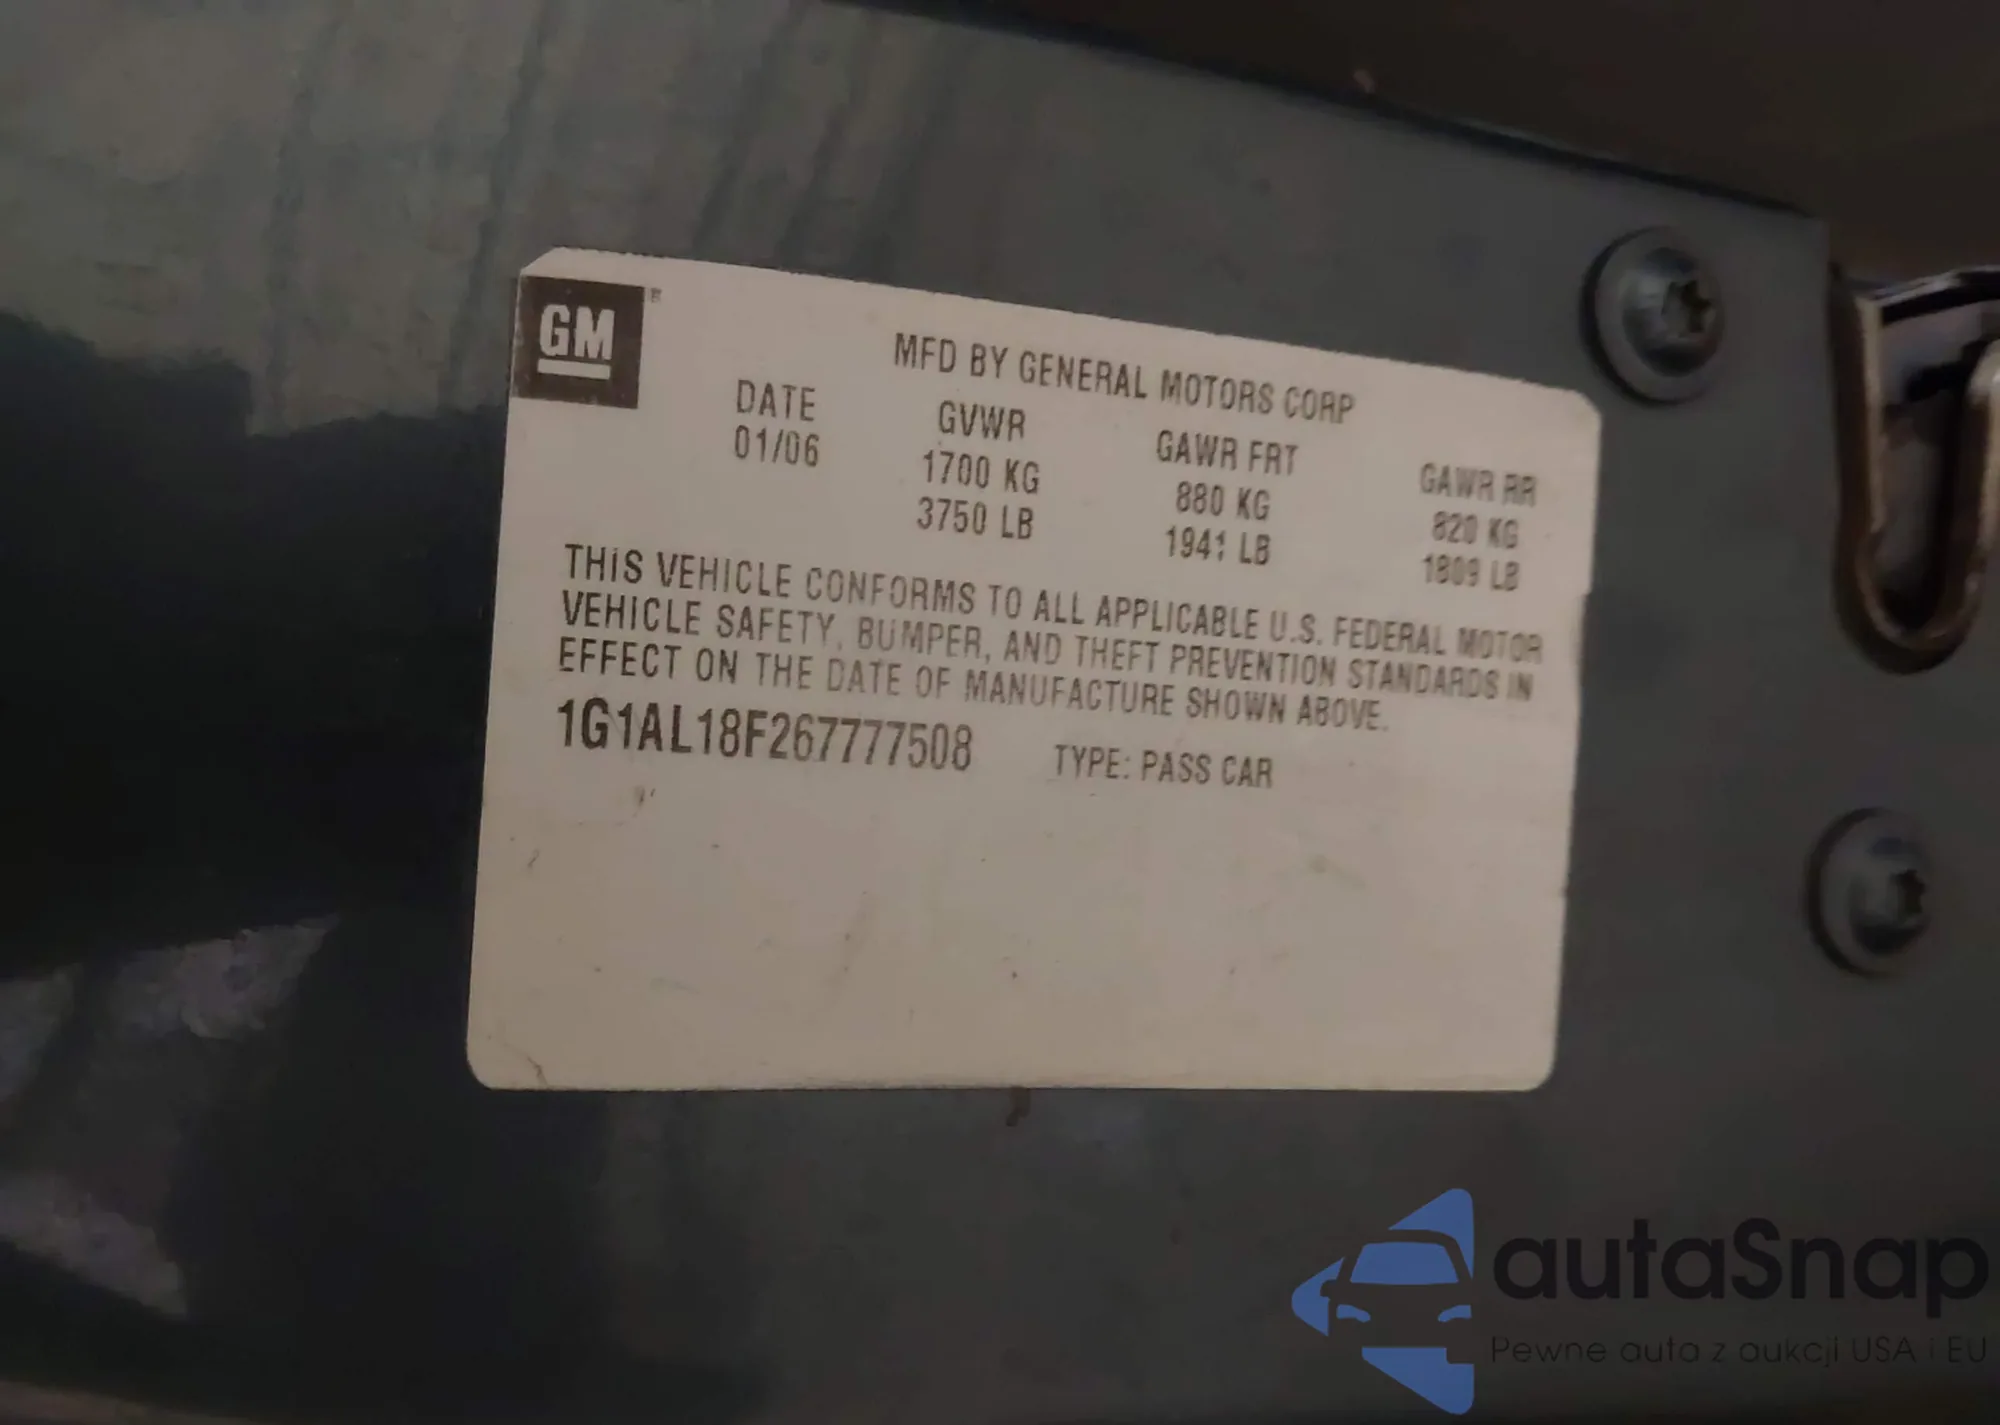 GM
MFD BY GENERAL MOTORS CORP
DATE GVWR GAWR FRT GAWR RR
01/06 1700 KG 880 KG 820 KG
3750 LB 1941 LB 1809 LB
THIS VEHICLE CONFORMS TO ALL APPLICABLE U.S. FEDERAL MOTOR
VEHICLE SAFETY, BUMPER, AND THEFT PREVENTION STANDARDS IN
EFFECT ON THE DATE OF MANUFACTURE SHOWN ABOVE.
1G1AL18F267777508 TYPE: PASS CAR
autaSnap
Pewne auta z aukcji USA i EU